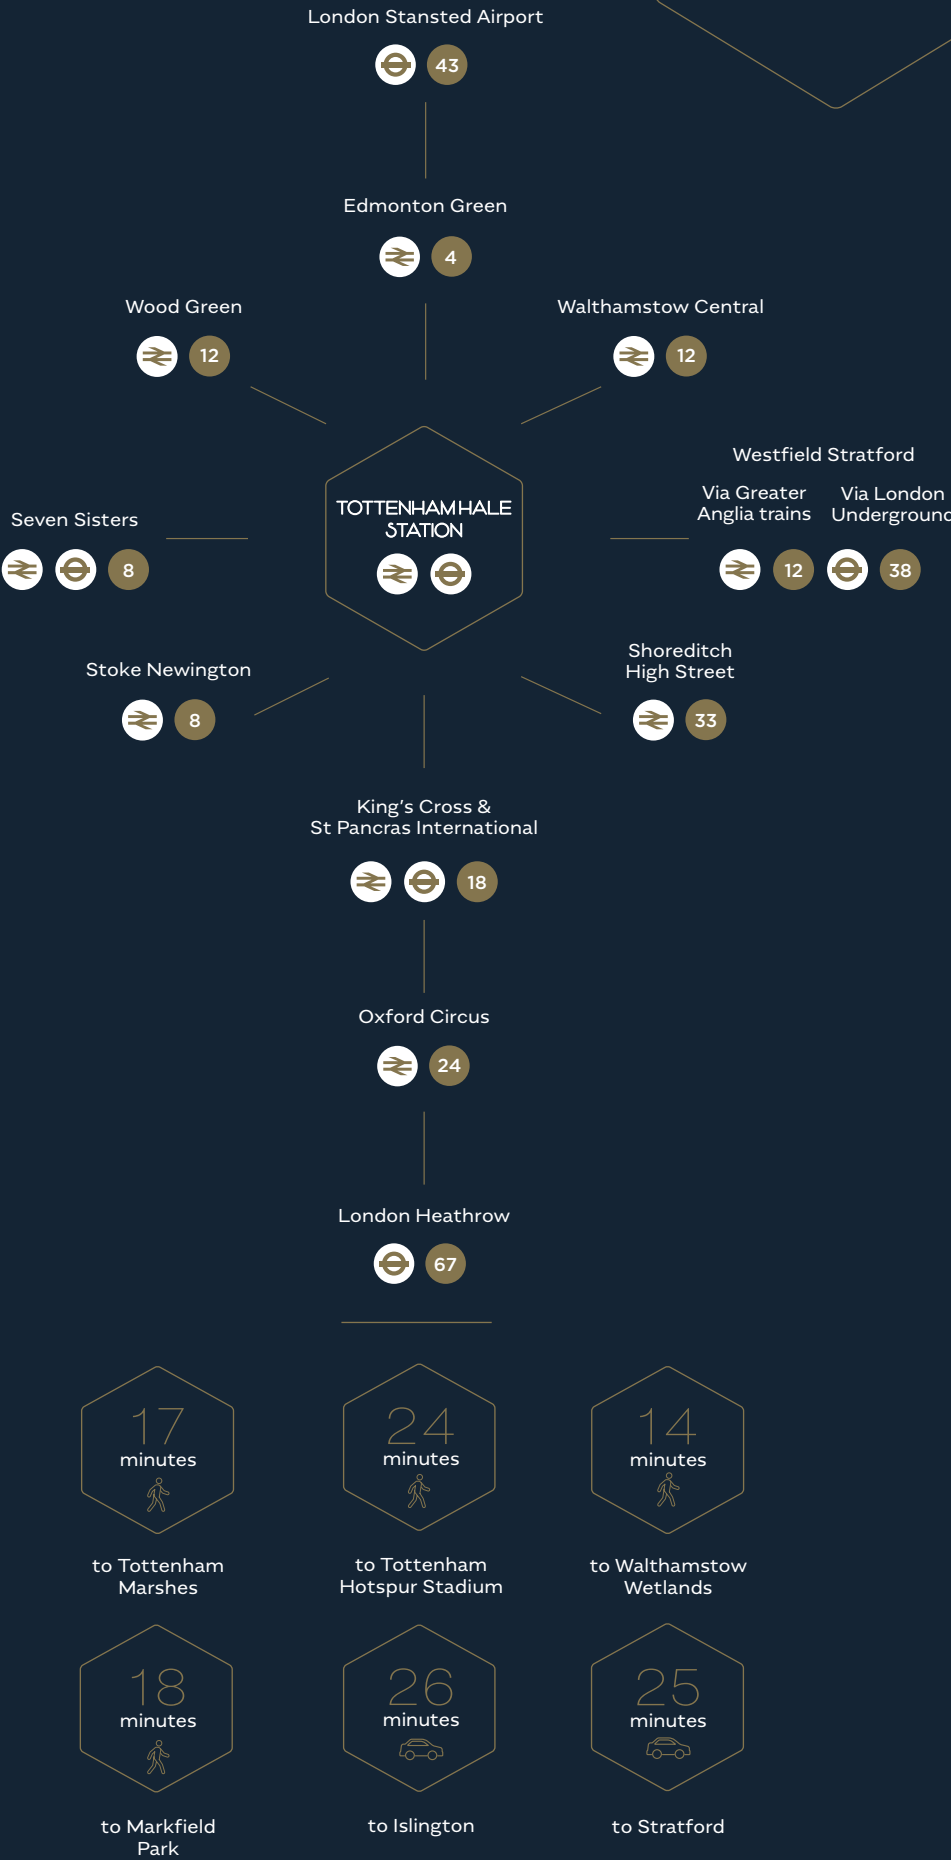 London Stansted Airport
43
Edmonton Green
4
Wood Green
12
Walthamstow Central
12
TOTTENHAM HALE
STATION
Seven Sisters
8
Westfield Stratford
Via Greater
Anglia trains
12
Via London
Underground
38
Stoke Newington
8
Shoreditch
High Street
33
King's Cross &
St Pancras International
18
Oxford Circus
24
London Heathrow
67
17
minutes
to Tottenham
Marshes
24
minutes
to Tottenham
Hotspur Stadium
14
minutes
to Walthamstow
Wetlands
18
minutes
to Markfield
Park
26
minutes
to Islington
25
minutes
to Stratford